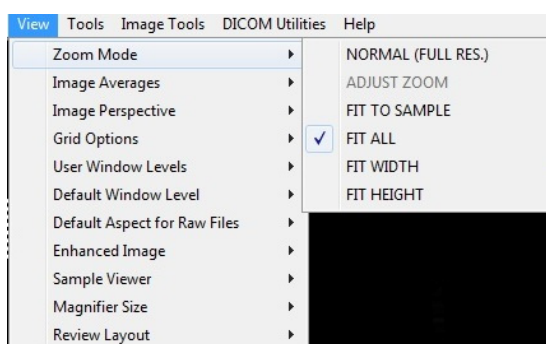 View Tools Image Tools DICOM Utilities Help
Zoom Mode
Image Averages
Image Perspective
Grid Options
User Window Levels
Default Window Level
Default Aspect for Raw Files
Enhanced Image
Sample Viewer
Magnifier Size
Review Layout
NORMAL (FULL RES.)
ADJUST ZOOM
FIT TO SAMPLE
FIT ALL
FIT WIDTH
FIT HEIGHT